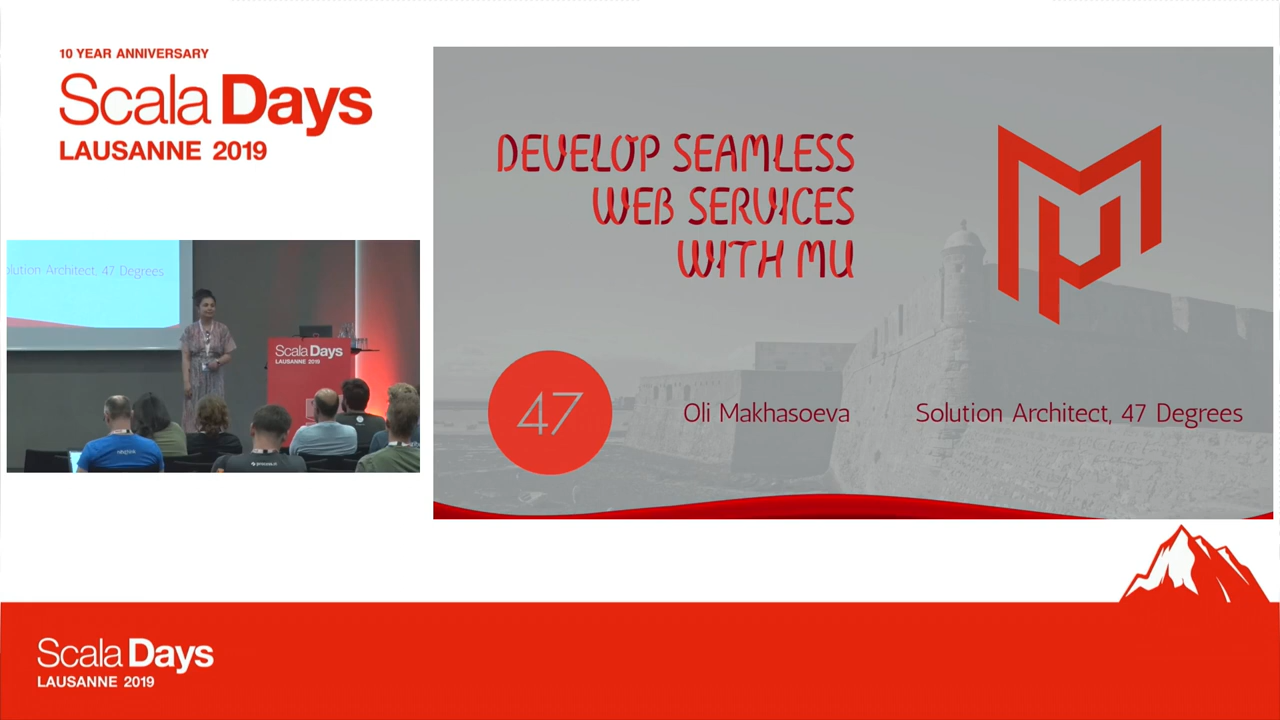 10 YEAR ANNIVERSARY
Scala Days
LAUSANNE 2019
DEVELOP SEAMLESS
WEB SERVICES
WITH MU
47
Oli Makhasoeva
Solution Architect, 47 Degrees
olution Architect, 47 Degrees
Scala Days
LAUSANNE 2019
Scala Days
LAUSANNE 2019